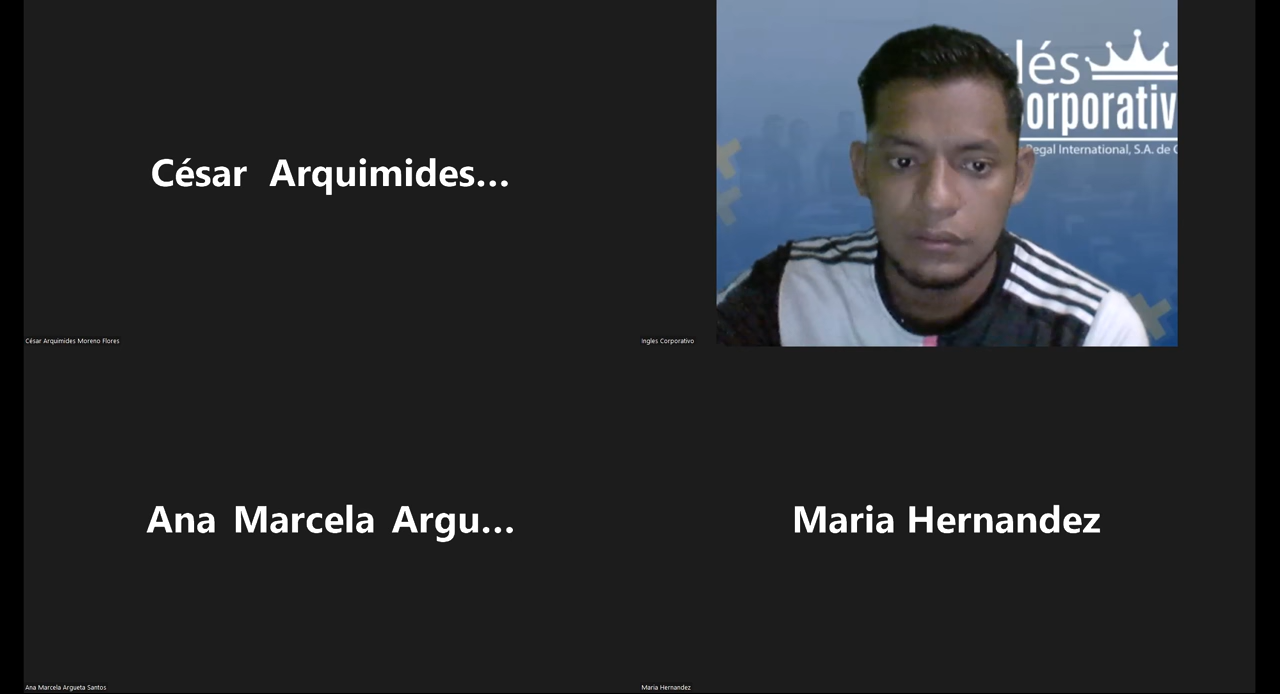 César Arquimides...
lés
orporativ
Regal International, S.A. de C
César Arquimides Moreno Flores
Ingles Corporativo
Ana Marcela Argu...
Maria Hernandez
Ana Marcela Argueta Santos
Maria Hernandez